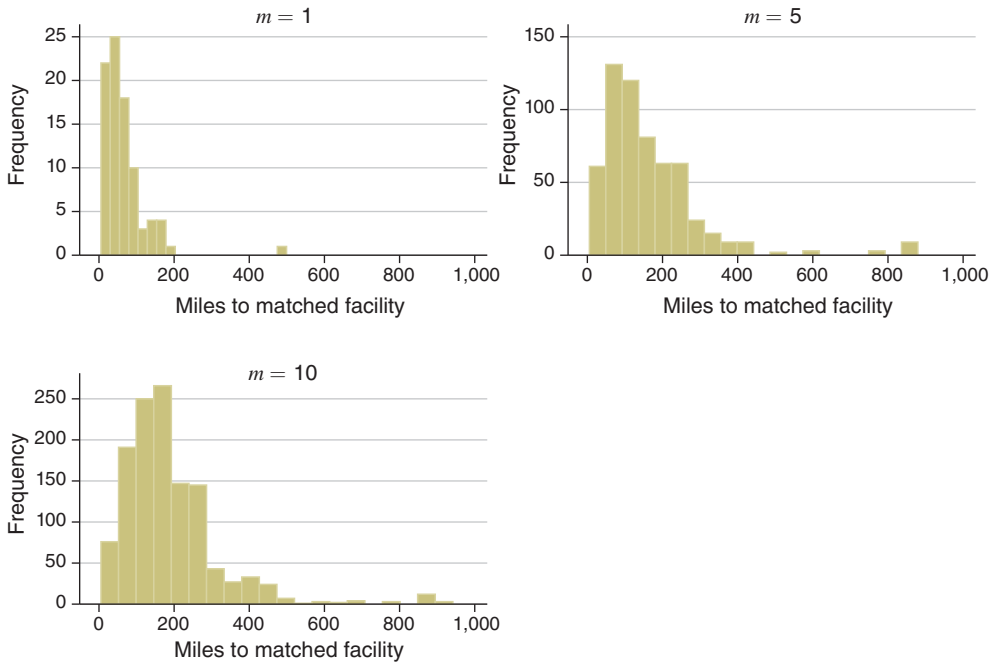 m = 1
25
20
15
10
5
0
Frequency
0 200 400 600 800 1,000
Miles to matched facility
m = 5
150
100
50
0
Frequency
0 200 400 600 800 1,000
Miles to matched facility
m = 10
250
200
150
100
50
0
Frequency
0 200 400 600 800 1,000
Miles to matched facility